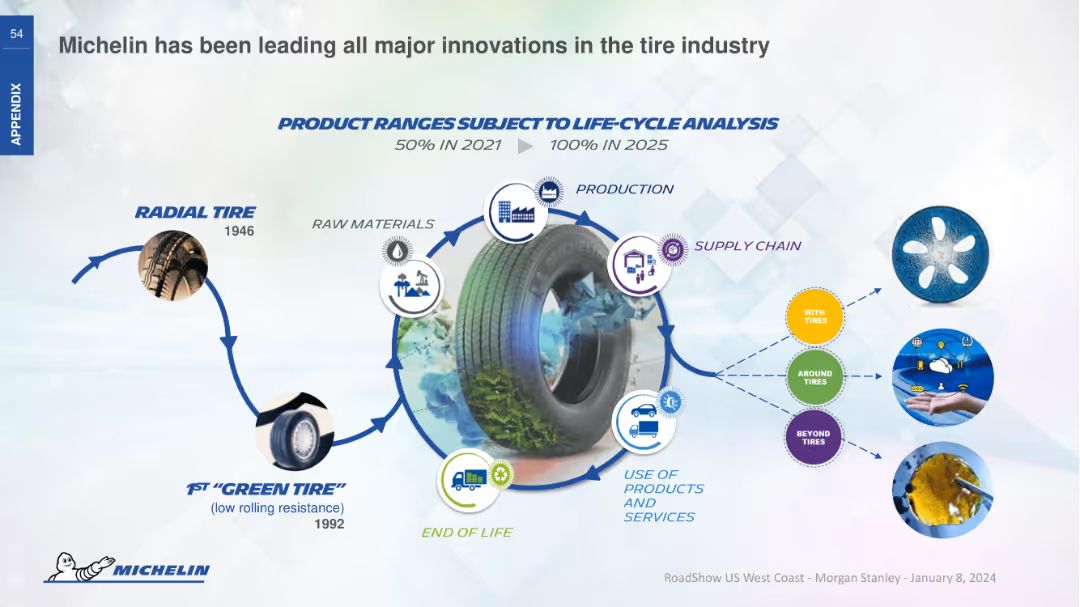 54
APPENDIX
Michelin has been leading all major innovations in the tire industry
PRODUCT RANGES SUBJECT TO LIFE-CYCLE ANALYSIS
50% IN 2021 100% IN 2025
RADIAL TIRE
1946
RAW MATERIALS
PRODUCTION
SUPPLY CHAIN
WITH
TIRES
AROUND
TIRES
BEYOND
TIRES
USE OF
PRODUCTS
AND
SERVICES
END OF LIFE
1ST “GREEN TIRE”
(low rolling resistance)
1992
MICHELIN
RoadShow US West Coast - Morgan Stanley - January 8, 2024